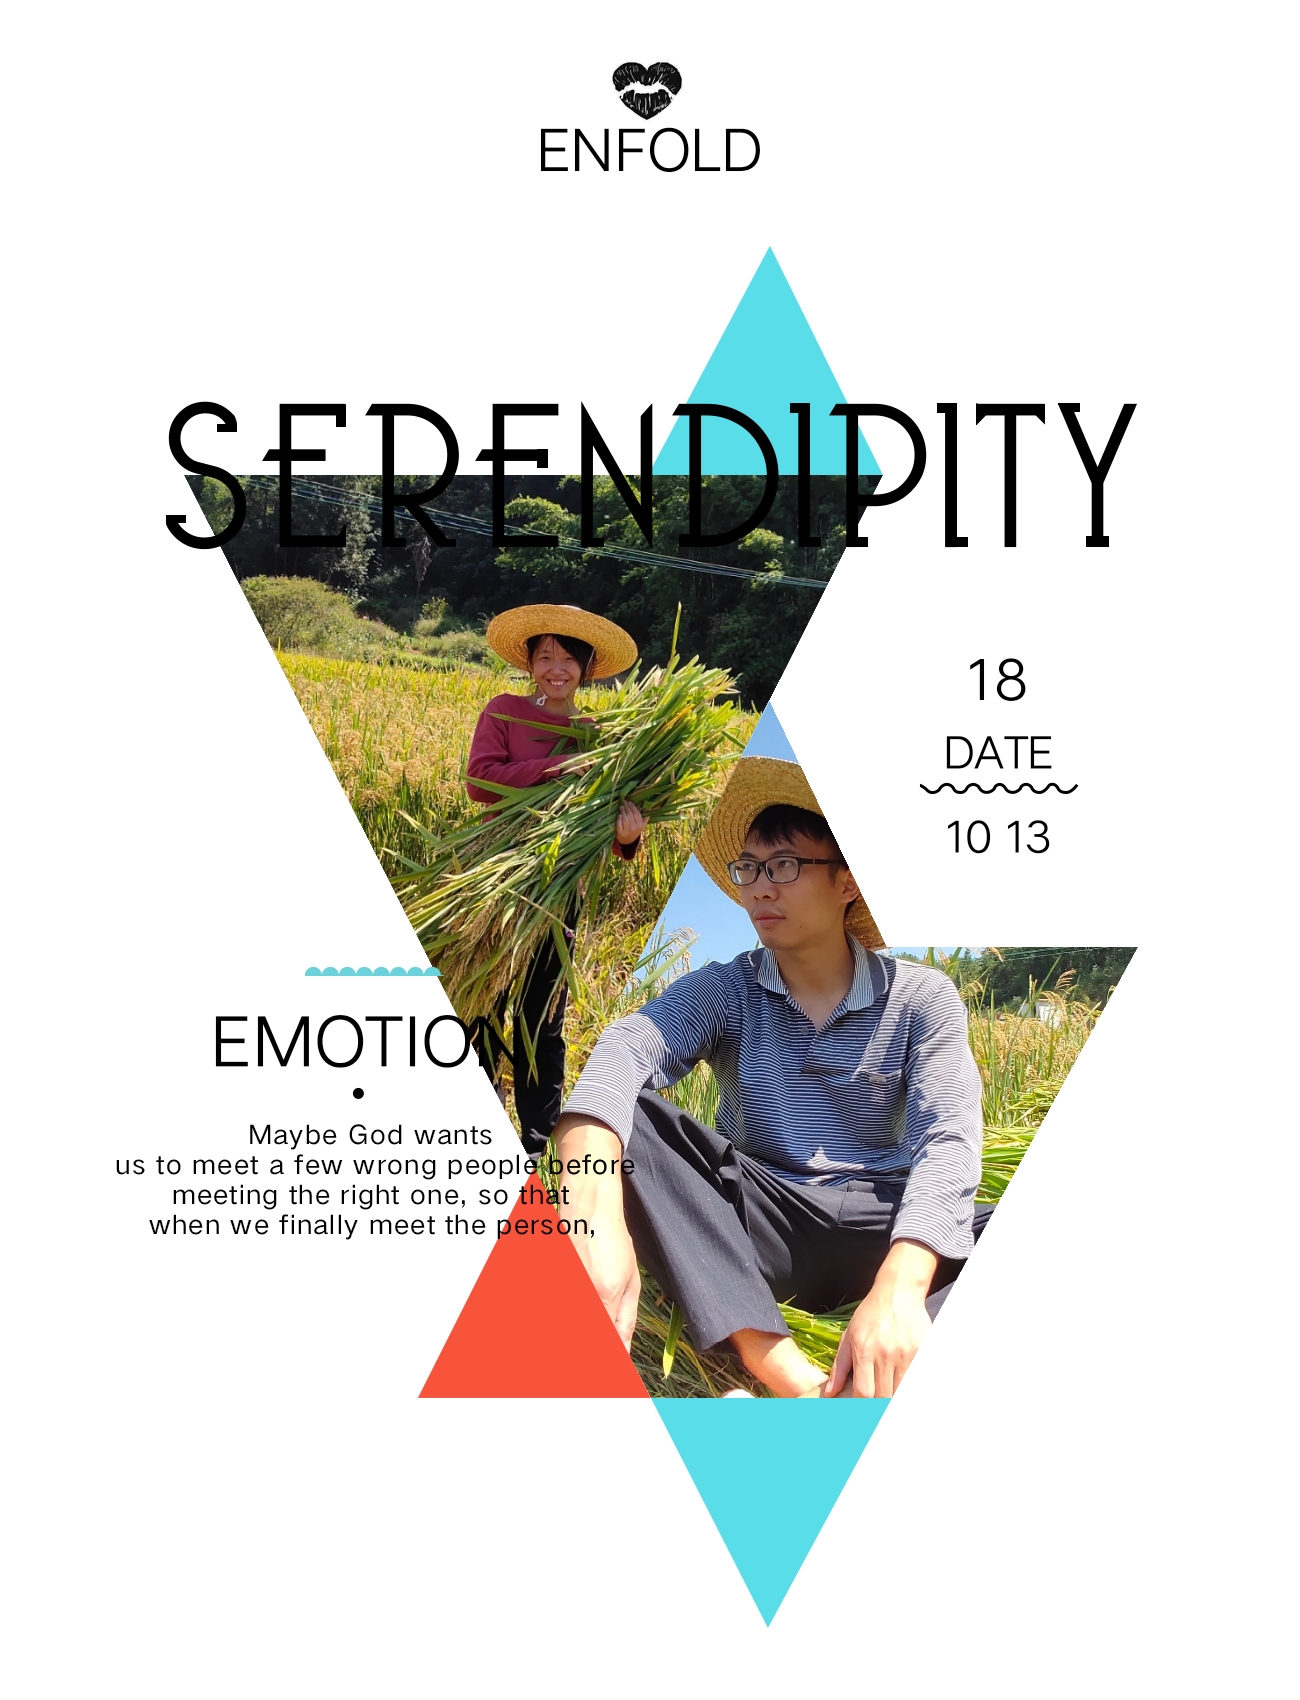 ENFOLD
SERENDIPITY
18
DATE
10 13
EMOTION
Maybe God wants
us to meet a few wrong people before
meeting the right one, so that
when we finally meet the person,